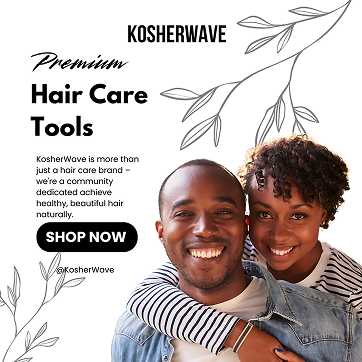 KOSHERWAVE
Premium
Hair Care
Tools
KosherWave is more than
just a hair care brand –
we're a community
dedicated achieve
healthy, beautiful hair
naturally.
SHOP NOW
@KosherWave